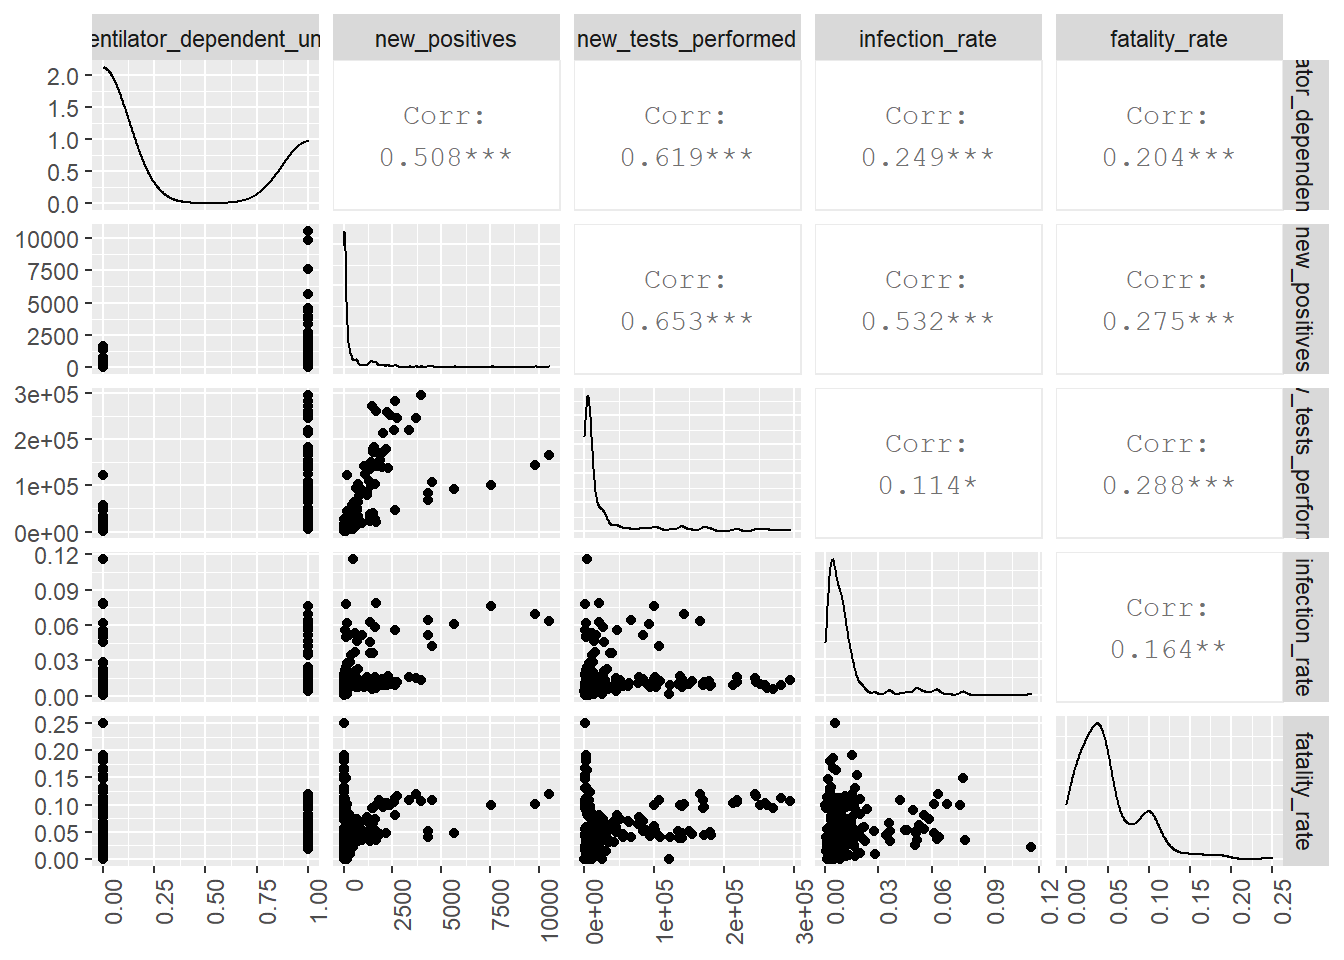 entilator_dependent_un new_positives new_tests_performed infection_rate fatality_rate
2.0
1.5
1.0
0.5
0.0
Corr:
0.508***
Corr:
0.619***
Corr:
0.249***
Corr:
0.204***
ator_dependen
10000
7500
5000
2500
0
Corr:
0.653***
Corr:
0.532***
Corr:
0.275***
new_positives
3e+05
2e+05
1e+05
0e+00
Corr:
0.114*
Corr:
0.288***
_tests_perform
0.12
0.09
0.06
0.03
0.00
Corr:
0.164**
infection_rate
0.25
0.20
0.15
0.10
0.05
0.00
fatality_rate
0.00 0.25 0.50 0.75 1.00
0 2500 5000 7500 10000
0e+00 1e+05 2e+05 3e+05
0.00 0.03 0.06 0.09 0.12
0.00 0.05 0.10 0.15 0.20 0.25